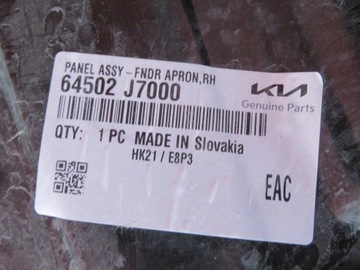 PANEL ASSY - FNDR APRON,RH
64502 J7000
KIA
Genuine Parts
QTY: 1 PC MADE IN Slovakia
HK21 / E8P3
EAC